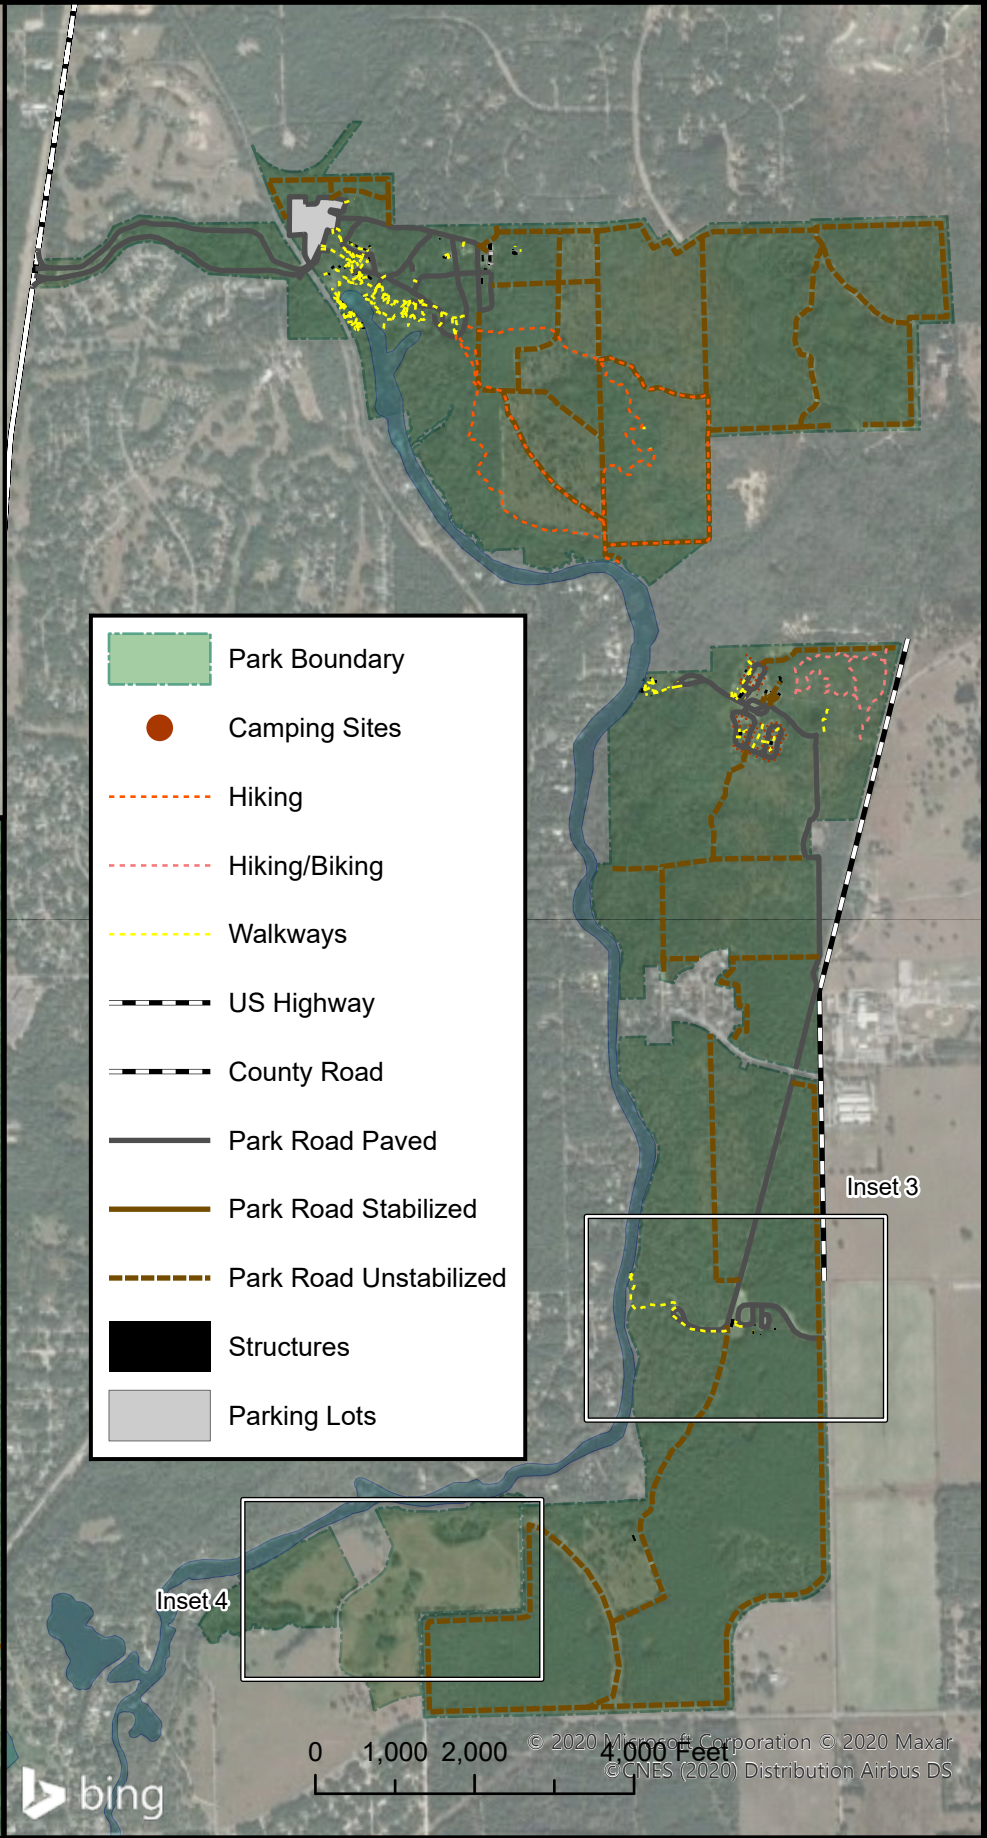 Park Boundary
Camping Sites
Hiking
Hiking/Biking
Walkways
US Highway
County Road
Park Road Paved
Park Road Stabilized
Park Road Unstabilized
Structures
Parking Lots
Inset 3
Inset 4
0 1,000 2,000 4,000 Feet
© 2020 Microsoft Corporation © 2020 Maxar
©CNES (2020) Distribution Airbus DS
bing